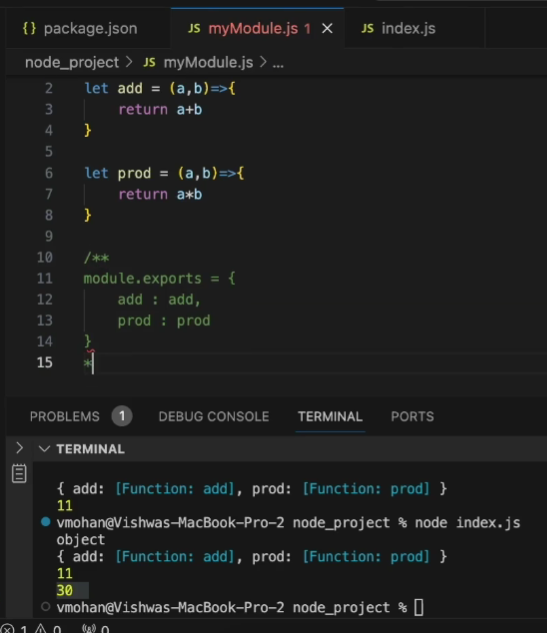 {} package.json JS myModule.js 1 × JS index.js
node_project > JS myModule.js > ...
2 let add = (a,b)=>{
3 return a+b
4 }
5
6 let prod = (a,b)=>{
7 return a*b
8 }
9
10 /**
11 module.exports = {
12 add : add,
13 prod : prod
14 }
15 *
PROBLEMS 1 DEBUG CONSOLE TERMINAL PORTS
TERMINAL
{ add: [Function: add], prod: [Function: prod] }
11
vmohan@Vishwas-MacBook-Pro-2 node_project % node index.js
object
{ add: [Function: add], prod: [Function: prod] }
11
30
vmohan@Vishwas-MacBook-Pro-2 node_project %
1 0 0